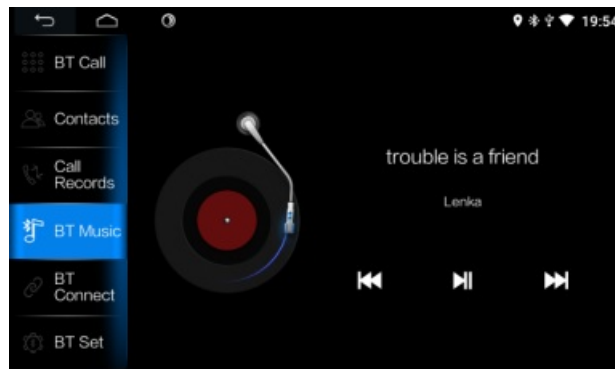 19:54
BT Call
Contacts
Call
Records
BT Music
BT
Connect
BT Set
trouble is a friend
Lenka